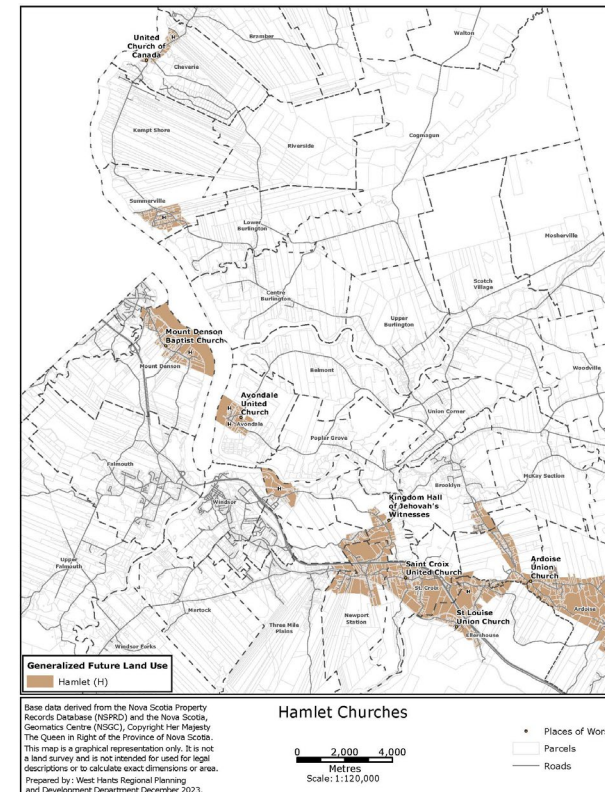 United
Church of
Canada
H
Bramber
Walton
Cheverie
Kempt Shore
Riverside
Cogmagun
Summerville
H
Lower
Burlington
Mosherville
Centre
Burlington
Scotch
Village
Upper
Burlington
Mount Denson
Baptist Church
H
Mount Denson
Belmont
Woodville
Avondale
United
Church
H
H
Avondale
Union Corner
Poplar Grove
Falmouth
McKay Section
Brooklyn
H
Windsor
Kingdom Hall
of Jehovah's
Witnesses
Upper
Falmouth
Saint Croix
United Church
Ardoise
Union
Church
St. Croix
H
Martock
Newport
Station
Ardoise
St Louise
Union Church
Three Mile
Plains
Ellershouse
Windsor Forks
Generalized Future Land Use
Hamlet (H)
Base data derived from the Nova Scotia Property
Records Database (NSPRD) and the Nova Scotia,
Geomatics Centre (NSGC), Copyright Her Majesty
The Queen in Right of the Province of Nova Scotia.
This map is a graphical representation only. It is not
a land survey and is not intended for used for legal
descriptions or to calculate exact dimensions or area.
Prepared by: West Hants Regional Planning
and Development Department December 2023.
Hamlet Churches
0 2,000 4,000
Metres
Scale: 1:120,000
Places of Wors
Parcels
Roads